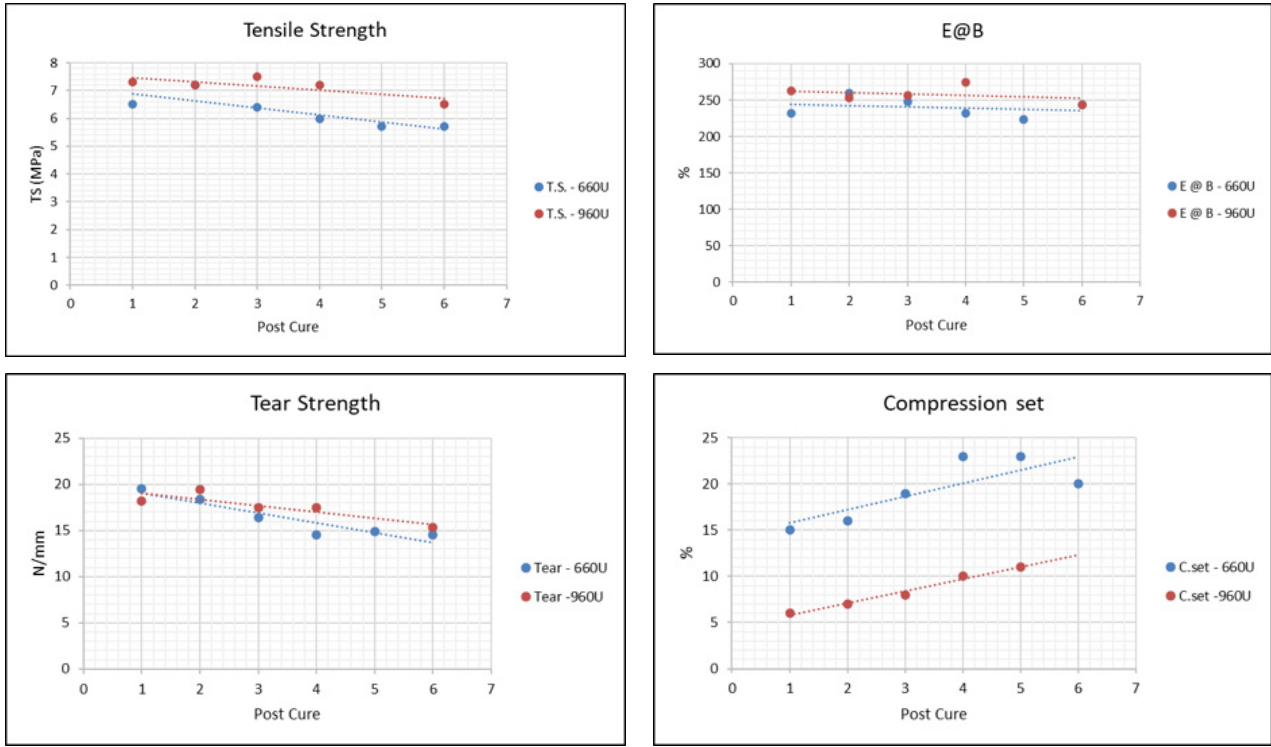 Tensile Strength
8
7
6
5
4
3
2
1
0
TS (MPa)
0 1 2 3 4 5 6 7
Post Cure
T.S. - 660U
T.S. - 960U
E@B
300
250
200
150
100
50
0
%
0 1 2 3 4 5 6 7
Post Cure
E @ B - 660U
E @ B - 960U
Tear Strength
25
20
15
10
5
0
N/mm
0 1 2 3 4 5 6 7
Post Cure
Tear - 660U
Tear -960U
Compression set
25
20
15
10
5
0
%
0 1 2 3 4 5 6 7
Post Cure
C.set - 660U
C.set -960U